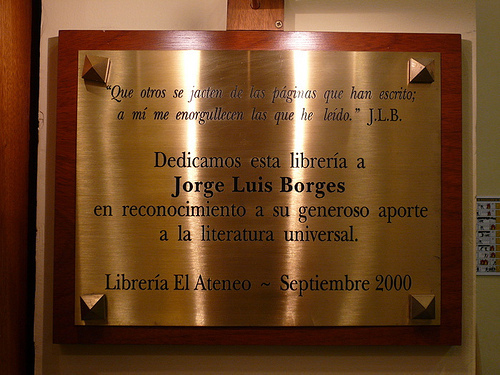 “Que otros se jacten de las páginas que han escrito;
a mí me enorgullecen las que he leído.” J.L.B.
Dedicamos esta librería a
Jorge Luis Borges
en reconocimiento a su generoso aporte
a la literatura universal.
Librería El Ateneo ~ Septiembre 2000